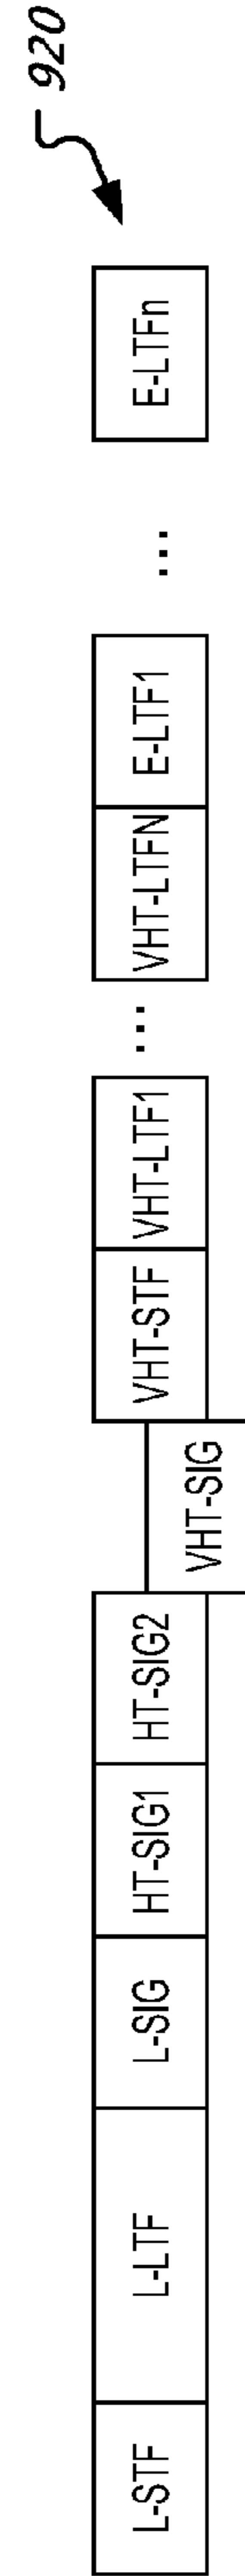 920
L-STF
L-LTF
L-SIG
HT-SIG1
HT-SIG2
VHT-SIG
VHT-STF
VHT-LTF1
...
VHT-LTFN
E-LTF1
...
E-LTFn